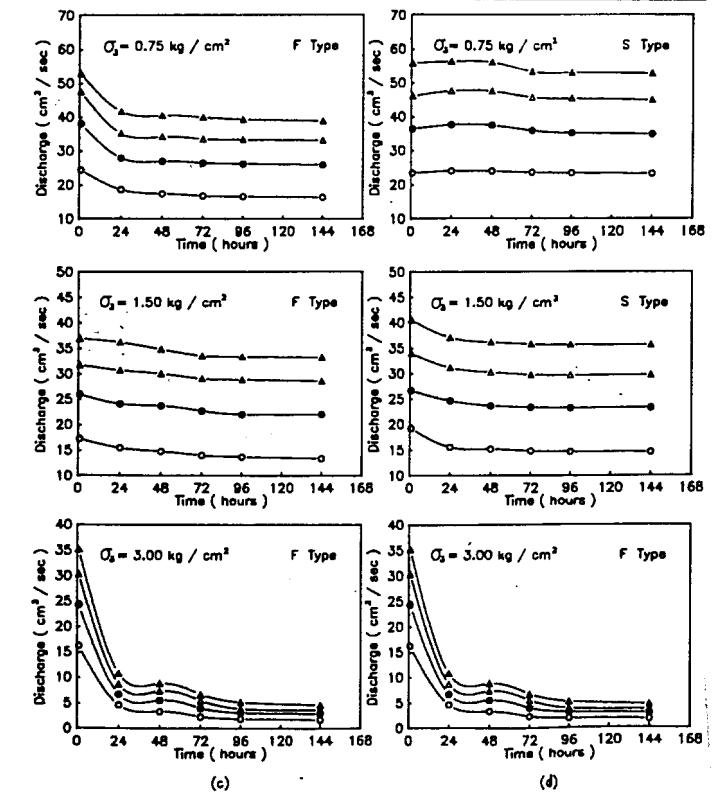 70
60
50
40
30
20
10
Discharge ( cm³ / sec )
σ₃ = 0.75 kg / cm²
F Type
0 24 48 72 96 120 144 168
Time ( hours )
70
60
50
40
30
20
10
Discharge ( cm³ / sec )
σ₃ = 0.75 kg / cm²
S Type
0 24 48 72 96 120 144 168
Time ( hours )
50
45
40
35
30
25
20
15
10
Discharge ( cm³ / sec )
σ₃ = 1.50 kg / cm²
F Type
0 24 48 72 96 120 144 168
Time ( hours )
50
45
40
35
30
25
20
15
10
Discharge ( cm³ / sec )
σ₃ = 1.50 kg / cm²
S Type
0 24 48 72 96 120 144 168
Time ( hours )
40
35
30
25
20
15
10
5
0
Discharge ( cm³ / sec )
σ₃ = 3.00 kg / cm²
F Type
0 24 48 72 96 120 144 168
Time ( hours )
(c)
40
35
30
25
20
15
10
5
0
Discharge ( cm³ / sec )
σ₃ = 3.00 kg / cm²
F Type
0 24 48 72 96 120 144 168
Time ( hours )
(d)